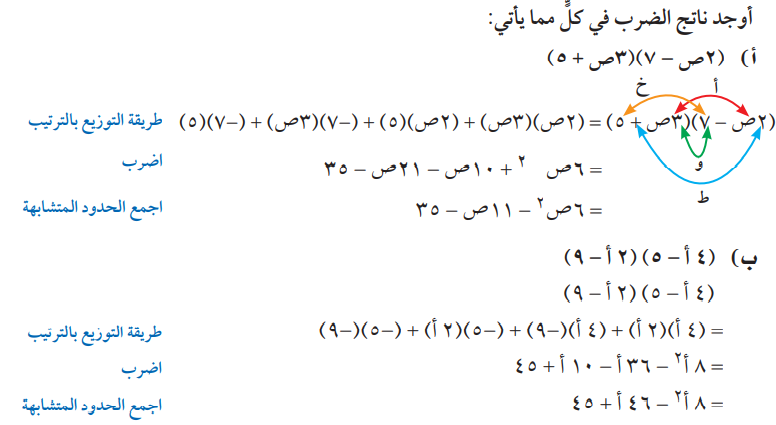 أوجد ناتج الضرب في كلٍّ مما يأتي:
أ) (٢ص − ٧)(٣ص + ٥)
أ خ
(٢ص − ٧)(٣ص + ٥) = (٢ص)(٣ص) + (٢ص)(٥) + (−٧)(٣ص) + (−٧)(٥) طريقة التوزيع بالترتيب
و
ط
= ٦ص٢ + ١٠ص − ٢١ص − ٣٥ اضرب
= ٦ص٢ − ١١ص − ٣٥ اجمع الحدود المتشابهة
ب) (٤أ − ٥)(٢أ − ٩)
(٤أ − ٥)(٢أ − ٩)
= (٤أ)(٢أ) + (٤أ)(−٩) + (−٥)(٢أ) + (−٥)(−٩) طريقة التوزيع بالترتيب
= ٨أ٢ − ٣٦أ − ١٠أ + ٤٥ اضرب
= ٨أ٢ − ٤٦أ + ٤٥ اجمع الحدود المتشابهة